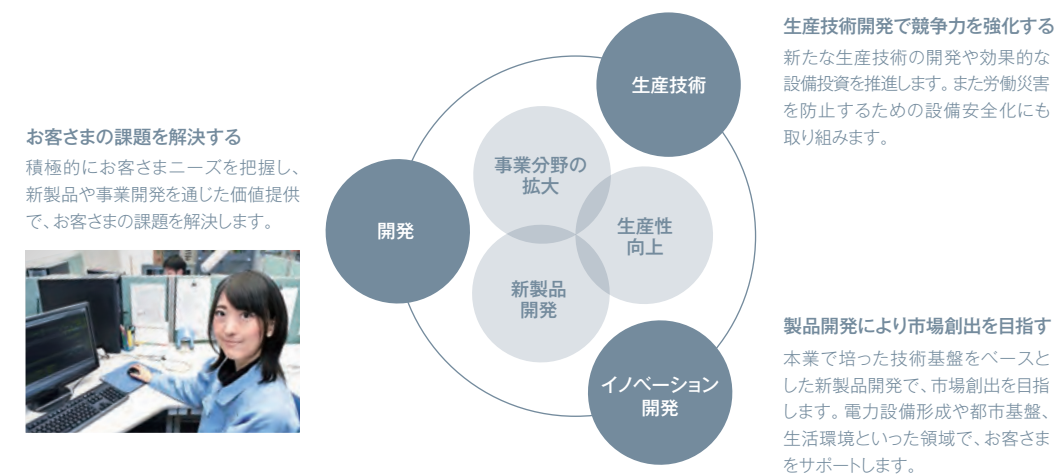 お客さまの課題を解決する
積極的にお客さまニーズを把握し、
新製品や事業開発を通じた価値提供
で、お客さまの課題を解決します。
開発
生産技術
事業分野の
拡大
生産性
向上
新製品
開発
イノベーション
開発
生産技術開発で競争力を強化する
新たな生産技術の開発や効果的な
設備投資を推進します。また労働災害
を防止するための設備安全化にも
取り組みます。
製品開発により市場創出を目指す
本業で培った技術基盤をベースと
した新製品開発で、市場創出を目指
します。電力設備形成や都市基盤、
生活環境といった領域で、お客さま
をサポートします。